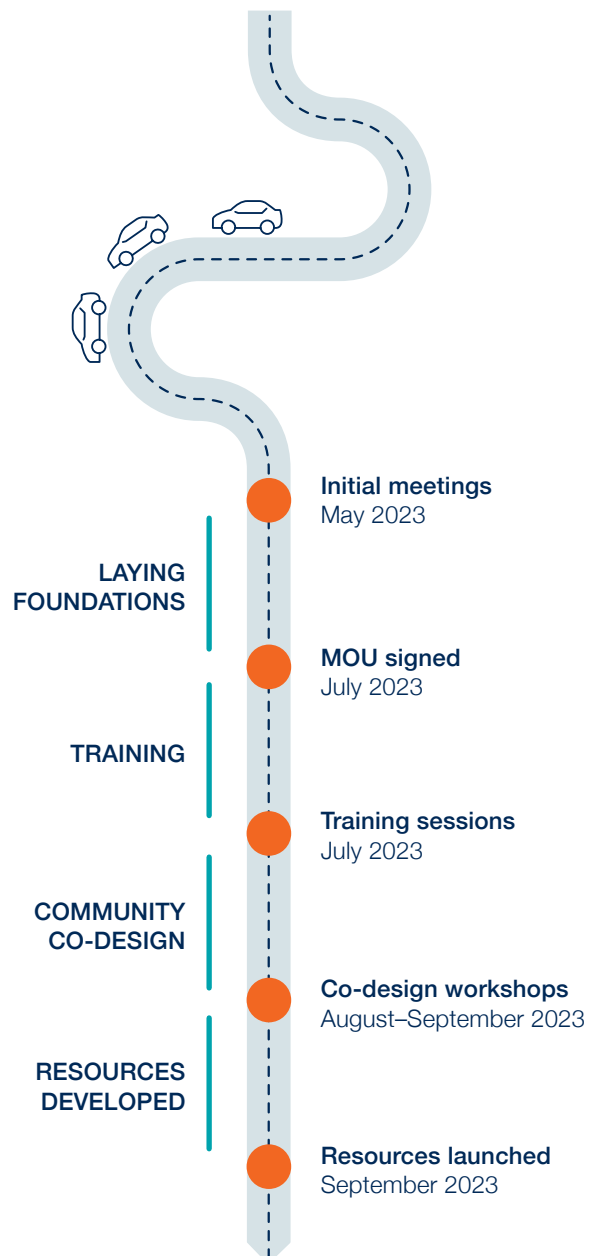 Initial meetings
May 2023
LAYING
FOUNDATIONS
MOU signed
July 2023
TRAINING
Training sessions
July 2023
COMMUNITY
CO-DESIGN
Co-design workshops
August–September 2023
RESOURCES
DEVELOPED
Resources launched
September 2023